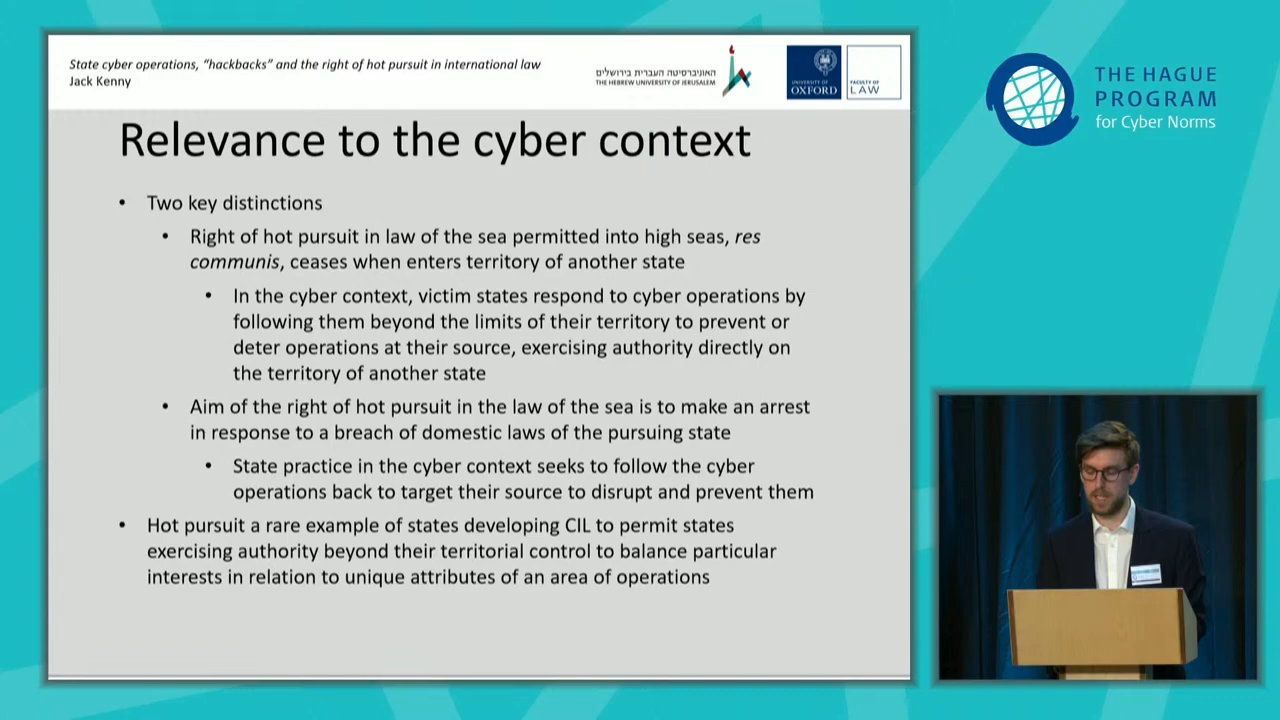 State cyber operations, “hackbacks” and the right of hot pursuit in international law
Jack Kenny
האוניברסיטה העברית בירושלים
THE HEBREW UNIVERSITY OF JERUSALEM
UNIVERSITY OF
OXFORD
FACULTY OF
LAW
THE HAGUE
PROGRAM
for Cyber Norms
Relevance to the cyber context
• Two key distinctions
• Right of hot pursuit in law of the sea permitted into high seas, res
communis, ceases when enters territory of another state
• In the cyber context, victim states respond to cyber operations by
following them beyond the limits of their territory to prevent or
deter operations at their source, exercising authority directly on
the territory of another state
• Aim of the right of hot pursuit in the law of the sea is to make an arrest
in response to a breach of domestic laws of the pursuing state
• State practice in the cyber context seeks to follow the cyber
operations back to target their source to disrupt and prevent them
• Hot pursuit a rare example of states developing CIL to permit states
exercising authority beyond their territorial control to balance particular
interests in relation to unique attributes of an area of operations